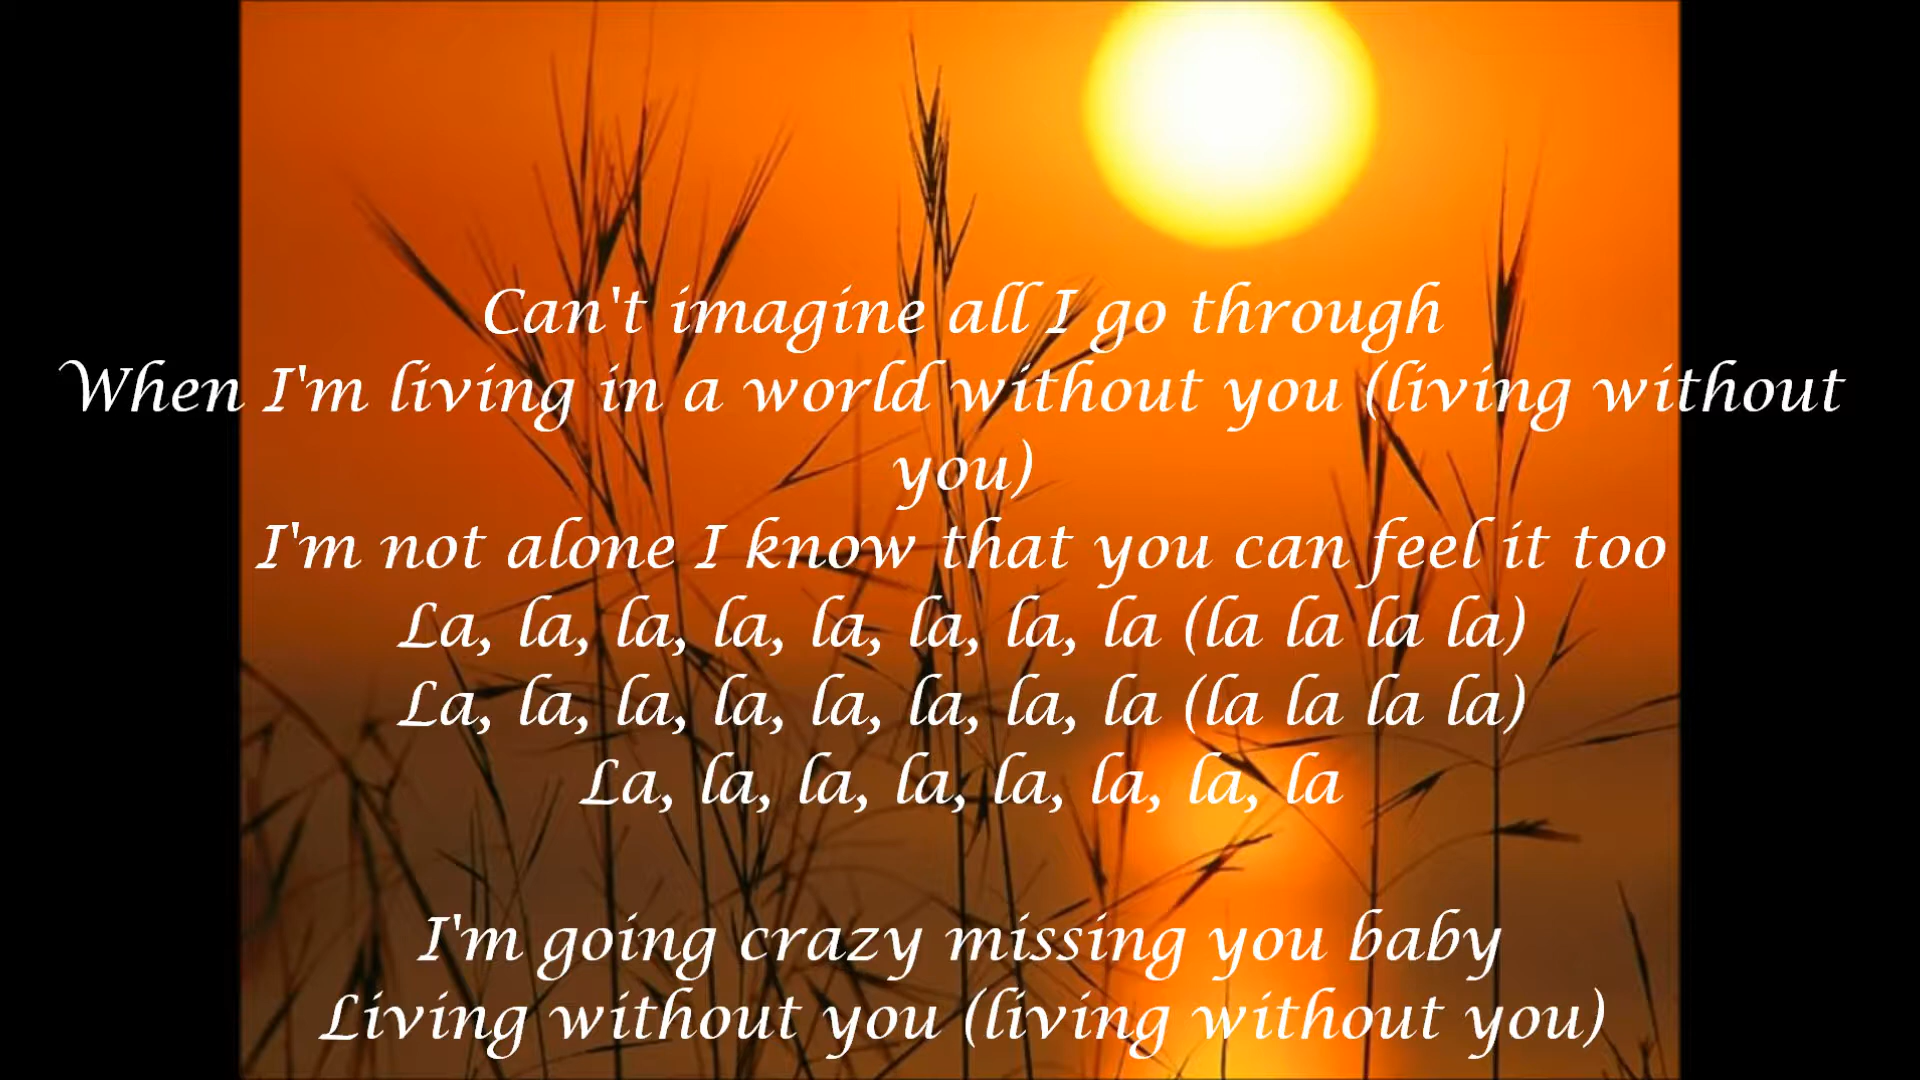 Can't imagine all I go through
When I'm living in a world without you (living without
you)
I'm not alone I know that you can feel it too
La, la, la, la, la, la, la, la (la la la la)
La, la, la, la, la, la, la, la (la la la la)
La, la, la, la, la, la, la, la
I'm going crazy missing you baby
Living without you (living without you)